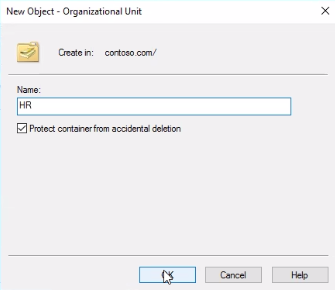 New Object - Organizational Unit
Create in: contoso.com/
Name:
HR
Protect container from accidental deletion
OK Cancel Help